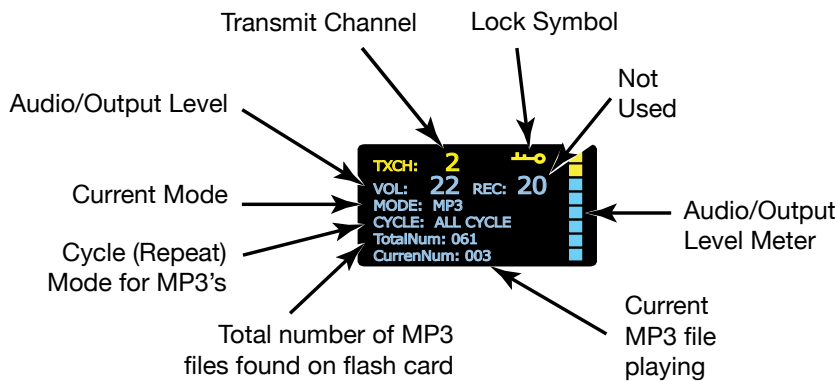 Transmit Channel
Lock Symbol
Not
Used
Audio/Output Level
Current Mode
Cycle (Repeat)
Mode for MP3's
Total number of MP3
files found on flash card
TXCH: 2
VOL: 22 REC: 20
MODE: MP3
CYCLE: ALL CYCLE
TotalNum: 061
CurrenNum: 003
Audio/Output
Level Meter
Current
MP3 file
playing